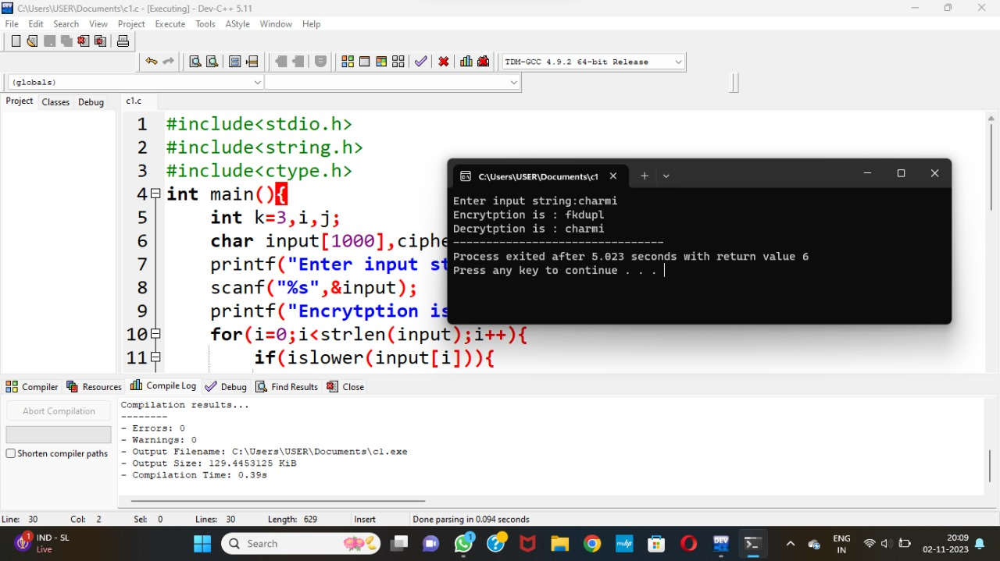 C:\Users\USER\Documents\c1.c - [Executing] - Dev-C++ 5.11
File Edit Search View Project Execute Tools AStyle Window Help
TDM-GCC 4.9.2 64-bit Release
(globals)
Project Classes Debug
c1.c
1 #include<stdio.h>
2 #include<string.h>
3 #include<ctype.h>
4 int main(){
5 int k=3,i,j;
6 char input[1000],ciphe
7 printf("Enter input st
8 scanf("%s",&input);
9 printf("Encrytption is
10 for(i=0;i<strlen(input);i++){
11 if(islower(input[i])){
C:\Users\USER\Documents\c1
Enter input string:charmi
Encrytption is : fkdupl
Decrytption is : charmi
--------------------------------
Process exited after 5.023 seconds with return value 6
Press any key to continue . . .
Compiler Resources Compile Log Debug Find Results Close
Abort Compilation
Shorten compiler paths
Compilation results...
--------
- Errors: 0
- Warnings: 0
- Output Filename: C:\Users\USER\Documents\c1.exe
- Output Size: 129.4453125 KiB
- Compilation Time: 0.39s
Line: 30 Col: 2 Sel: 0 Lines: 30 Length: 629 Insert Done parsing in 0.094 seconds
1
IND - SL
Live
Search
1
DEV
ENG
IN
20:09
02-11-2023